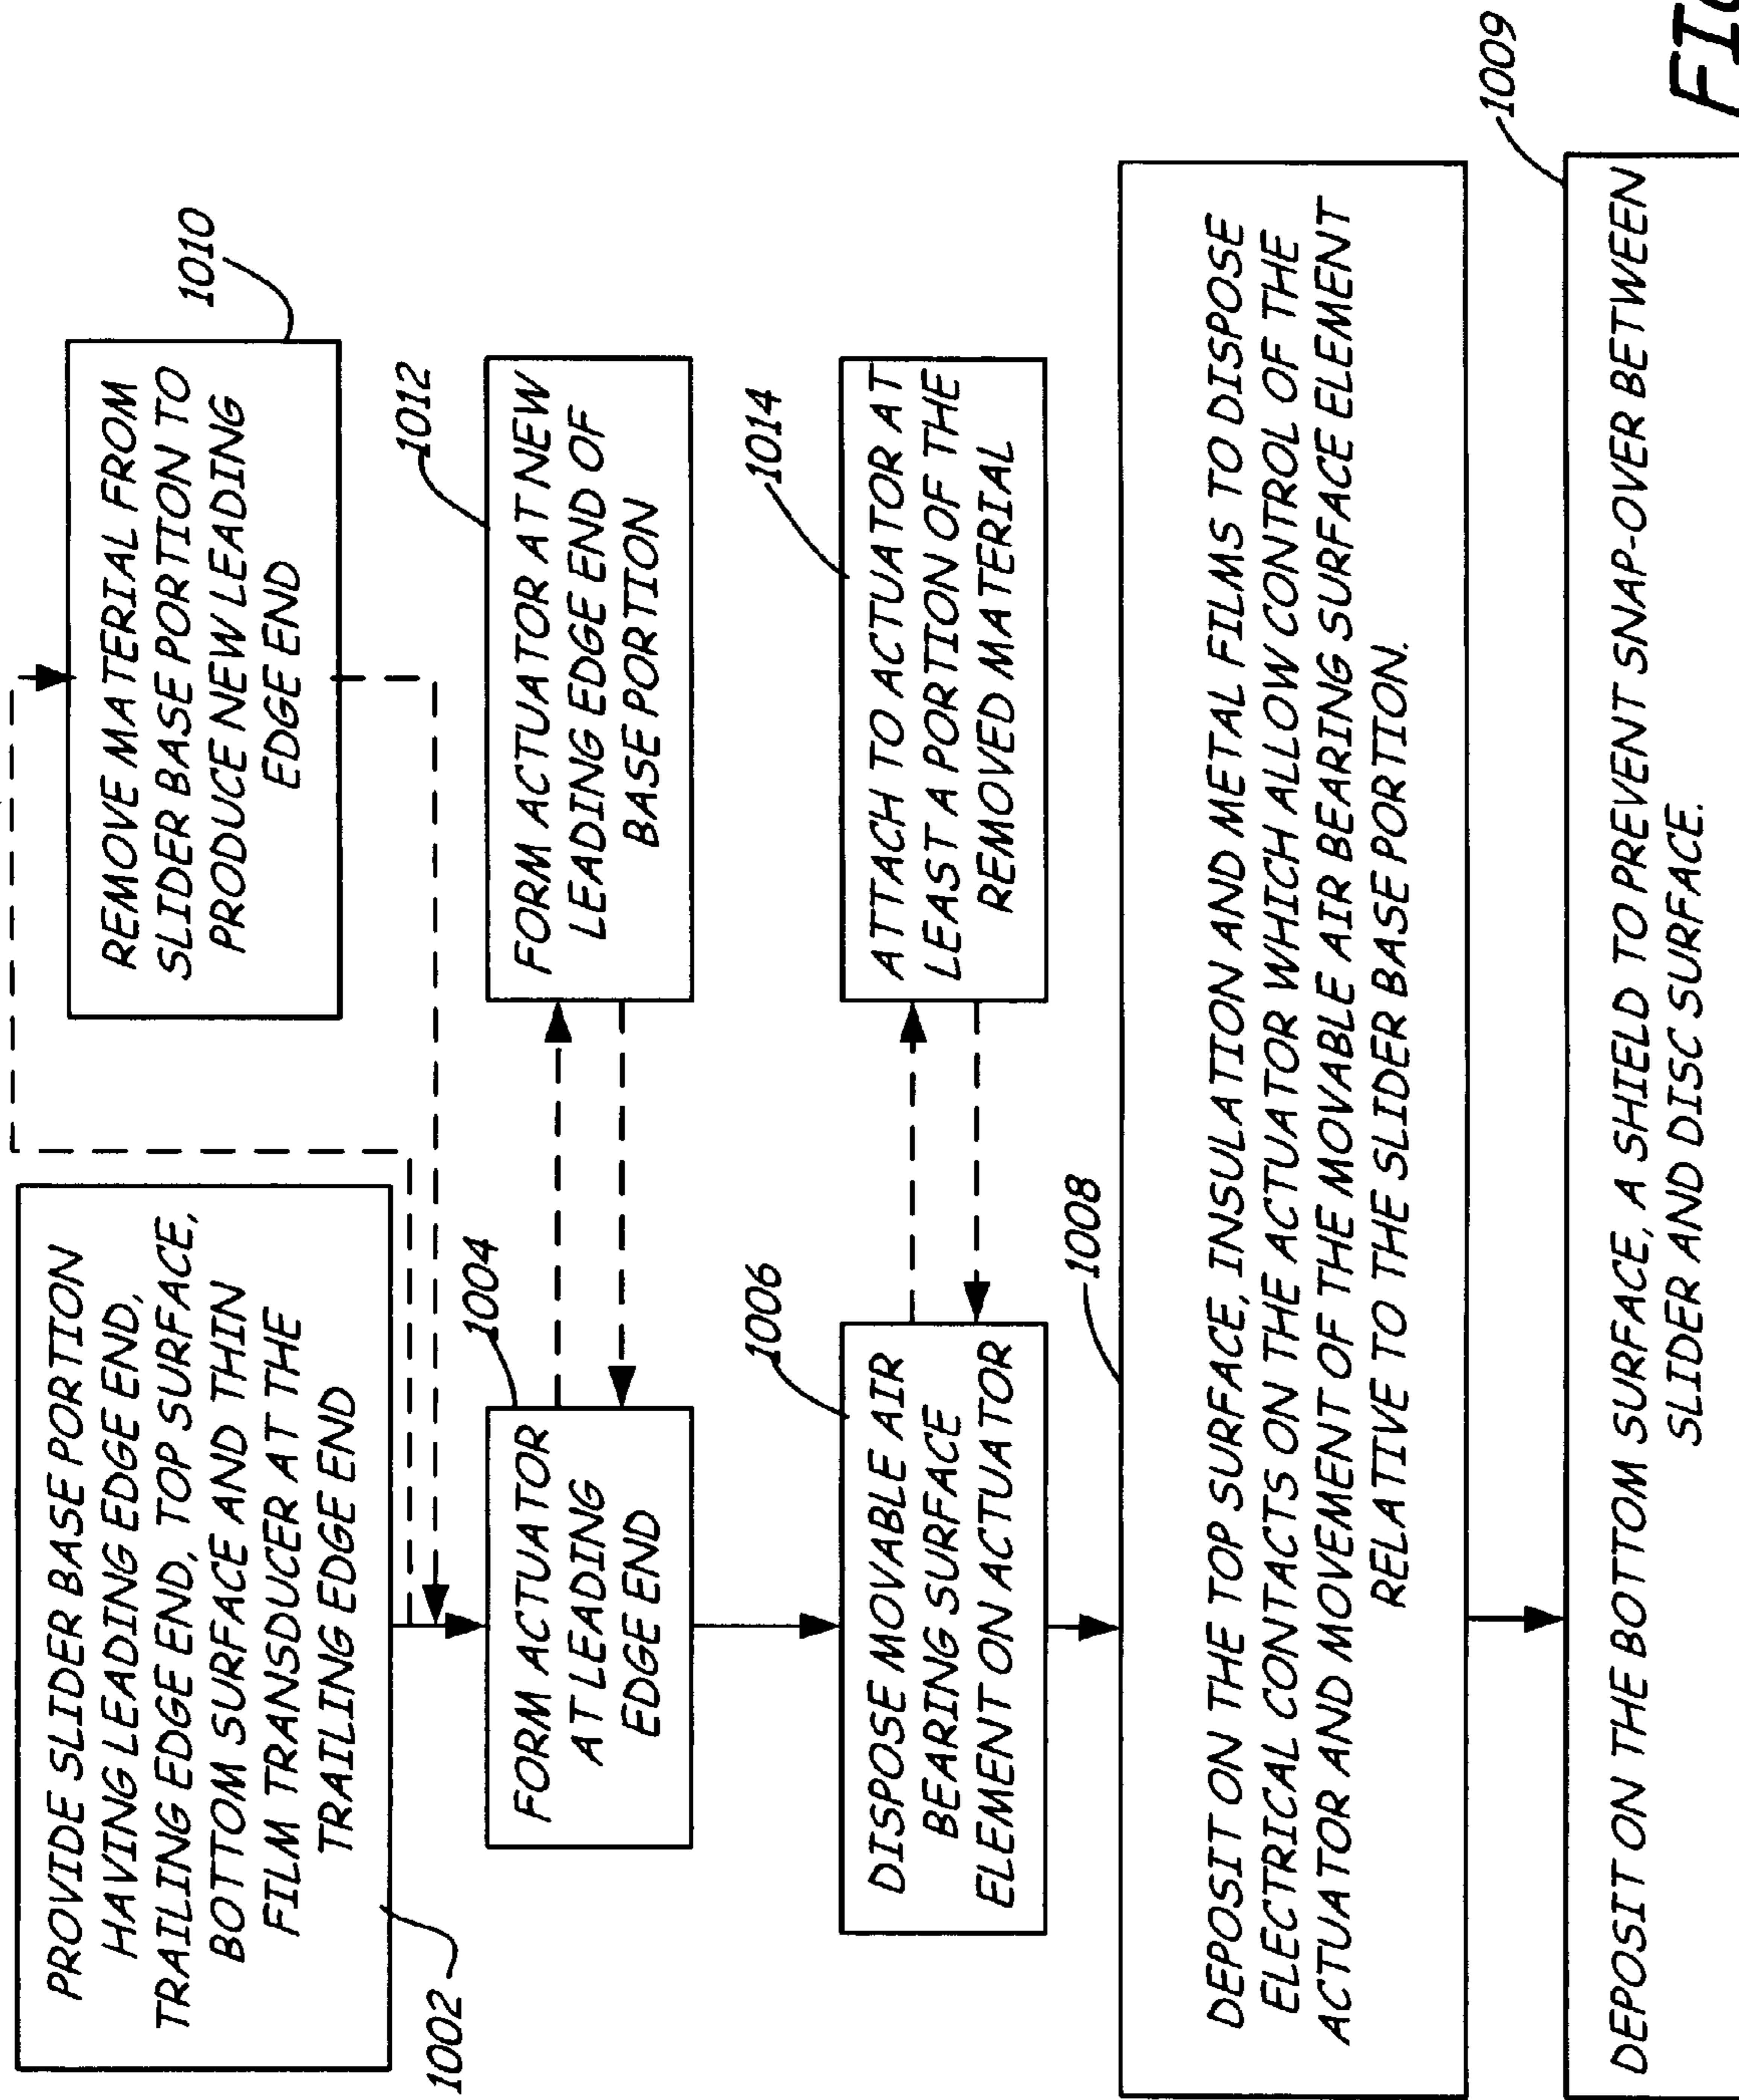 PROVIDE SLIDER BASE PORTION
HAVING LEADING EDGE END,
TRAILING EDGE END, TOP SURFACE,
BOTTOM SURFACE AND THIN
FILM TRANSDUCER AT THE
TRAILING EDGE END
1002
REMOVE MATERIAL FROM
SLIDER BASE PORTION TO
PRODUCE NEW LEADING
EDGE END
1010
FORM ACTUATOR
AT LEADING
EDGE END
1004
FORM ACTUATOR AT NEW
LEADING EDGE END OF
BASE PORTION
1012
DISPOSE MOVABLE AIR
BEARING SURFACE
ELEMENT ON ACTUATOR
1006
ATTACH TO ACTUATOR AT
LEAST A PORTION OF THE
REMOVED MATERIAL
1014
1008
DEPOSIT ON THE TOP SURFACE, INSULATION AND METAL FILMS TO DISPOSE
ELECTRICAL CONTACTS ON THE ACTUATOR WHICH ALLOW CONTROL OF THE
ACTUATOR AND MOVEMENT OF THE MOVABLE AIR BEARING SURFACE ELEMENT
RELATIVE TO THE SLIDER BASE PORTION.
1009
DEPOSIT ON THE BOTTOM SURFACE, A SHIELD TO PREVENT SNAP-OVER BETWEEN
SLIDER AND DISC SURFACE.